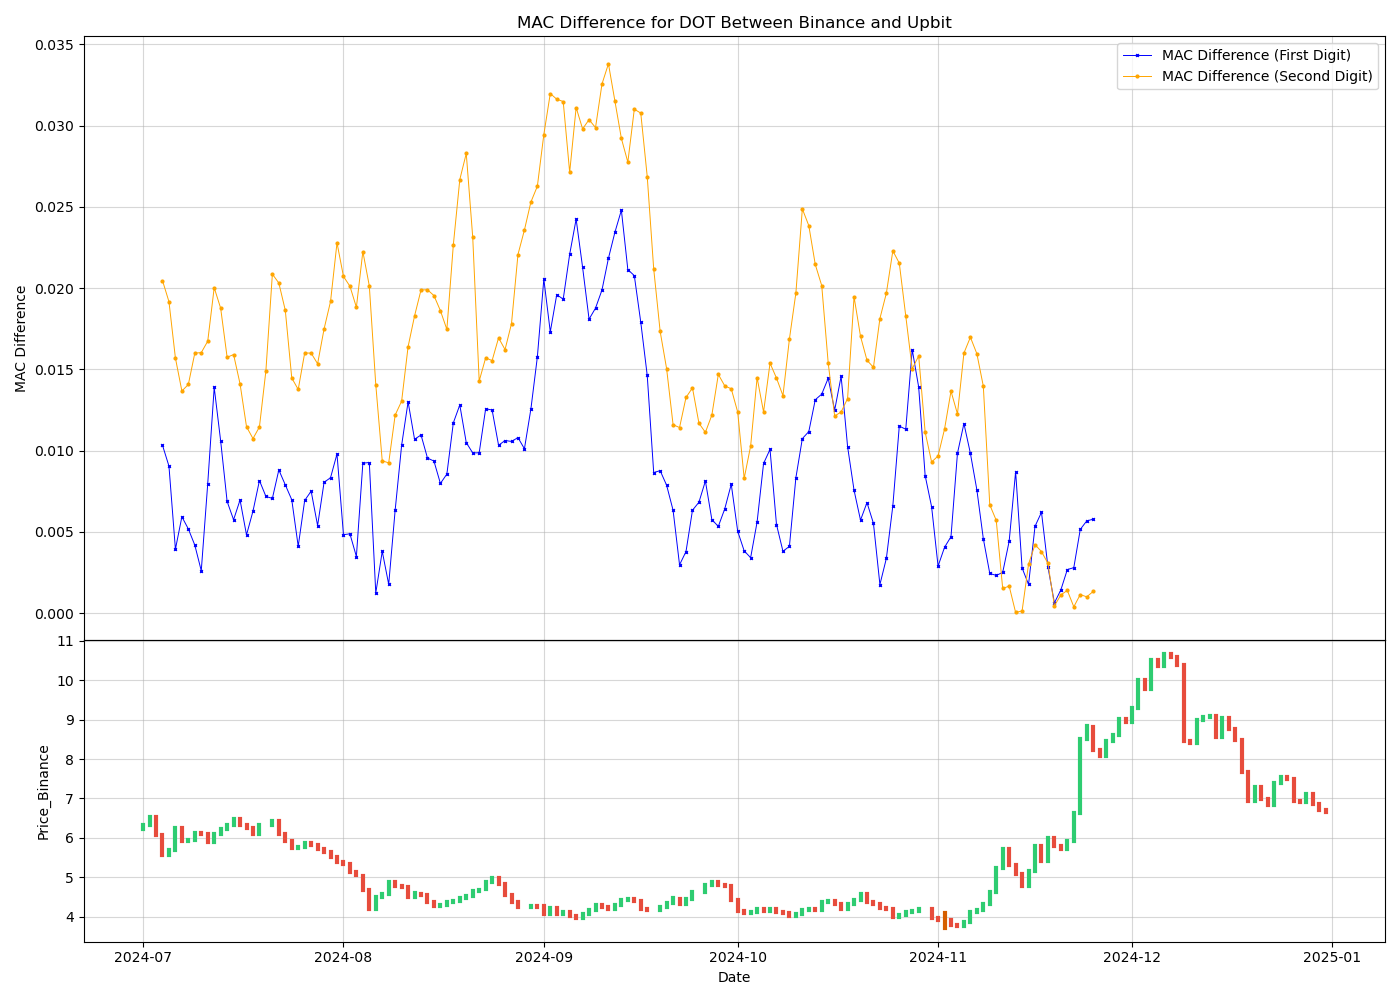 MAC Difference for DOT Between Binance and Upbit
MAC Difference (First Digit)
MAC Difference (Second Digit)
MAC Difference
0.035
0.030
0.025
0.020
0.015
0.010
0.005
0.000
Price_Binance
11
10
9
8
7
6
5
4
2024-07 2024-08 2024-09 2024-10 2024-11 2024-12 2025-01
Date